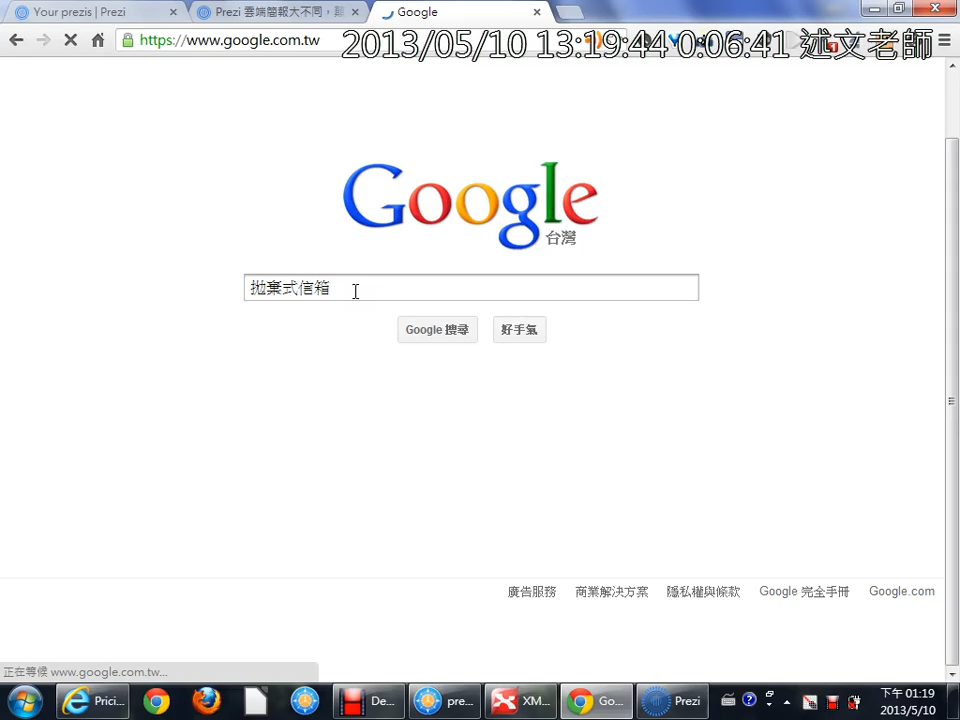 Your prezis | Prezi
Prezi 雲端簡報大不同，
Google
https://www.google.com.tw
2013/05/10 13:19:44 0:06:41 述文老師
Google
台灣
拋棄式信箱
Google 搜尋
好手氣
廣告服務
商業解決方案
隱私權與條款
Google 完全手冊
Google.com
正在等候 www.google.com.tw...
Prici...
De...
pre...
XM...
Go...
Prezi
下午 01:19
2013/5/10